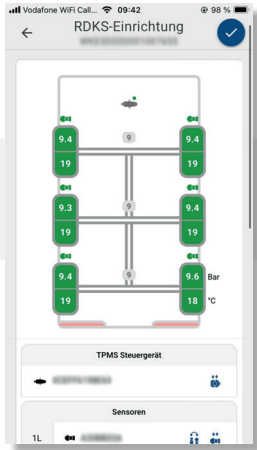 Vodafone WiFi Call... 09:42 98 %
RDKS-Einrichtung
9.4 9 9.4
19 19
9.3 9 9.4
19 19
9.4 9 9.6 Bar
19 18 °C
TPMS Steuergerät
Sensoren
1L